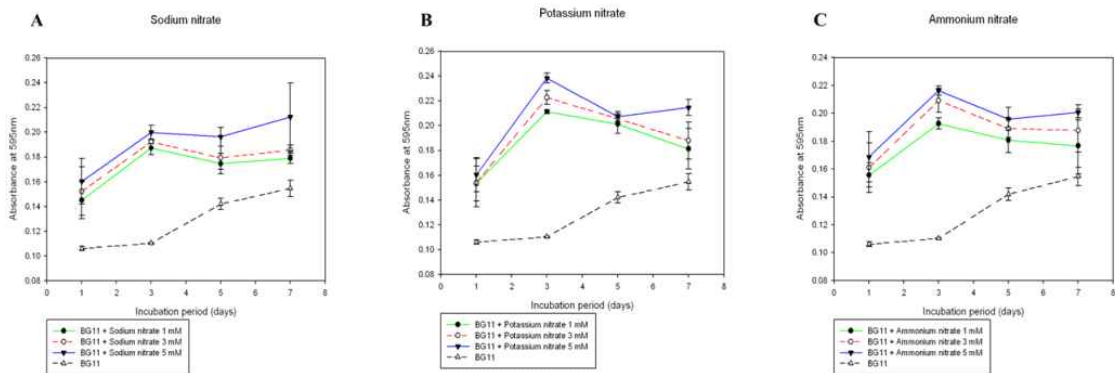 A
Sodium nitrate
Absorbance at 595nm
0.26
0.24
0.22
0.20
0.18
0.16
0.14
0.12
0.10
0.08
0 1 2 3 4 5 6 7 8
Incubation period (days)
BG11 + Sodium nitrate 1 mM
BG11 + Sodium nitrate 3 mM
BG11 + Sodium nitrate 5 mM
BG11
B
Potassium nitrate
Absorbance at 595nm
0.26
0.24
0.22
0.20
0.18
0.16
0.14
0.12
0.10
0.08
0 1 2 3 4 5 6 7 8
Incubation period (days)
BG11 + Potassium nitrate 1 mM
BG11 + Potassium nitrate 3 mM
BG11 + Potassium nitrate 5 mM
BG11
C
Ammonium nitrate
Absorbance at 595nm
0.24
0.22
0.20
0.18
0.16
0.14
0.12
0.10
0.08
0 1 2 3 4 5 6 7 8
Incubation period (days)
BG11 + Ammonium nitrate 1 mM
BG11 + Ammonium nitrate 3 mM
BG11 + Ammonium nitrate 5 mM
BG11